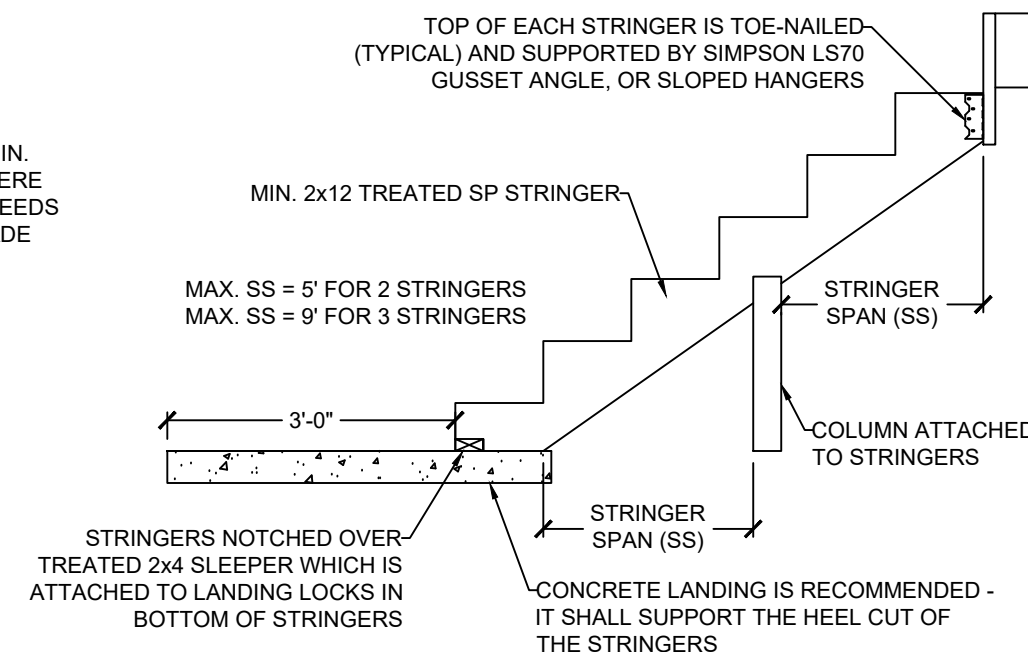 TOP OF EACH STRINGER IS TOE-NAILED
(TYPICAL) AND SUPPORTED BY SIMPSON LS70
GUSSET ANGLE, OR SLOPED HANGERS
IN.
ERE
EEDS
DE
MIN. 2x12 TREATED SP STRINGER
MAX. SS = 5' FOR 2 STRINGERS
MAX. SS = 9' FOR 3 STRINGERS
STRINGER
SPAN (SS)
3'-0"
COLUMN ATTACHED
TO STRINGERS
STRINGER
SPAN (SS)
STRINGERS NOTCHED OVER
TREATED 2x4 SLEEPER WHICH IS
ATTACHED TO LANDING LOCKS IN
BOTTOM OF STRINGERS
CONCRETE LANDING IS RECOMMENDED -
IT SHALL SUPPORT THE HEEL CUT OF
THE STRINGERS